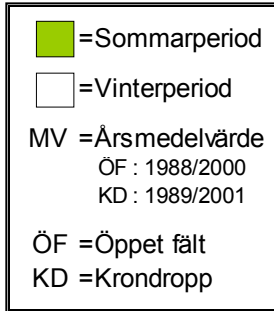 =Sommarperiod
=Vinterperiod
MV =Årsmedelvärde
ÖF : 1988/2000
KD : 1989/2001
ÖF =Öppet fält
KD =Krondropp